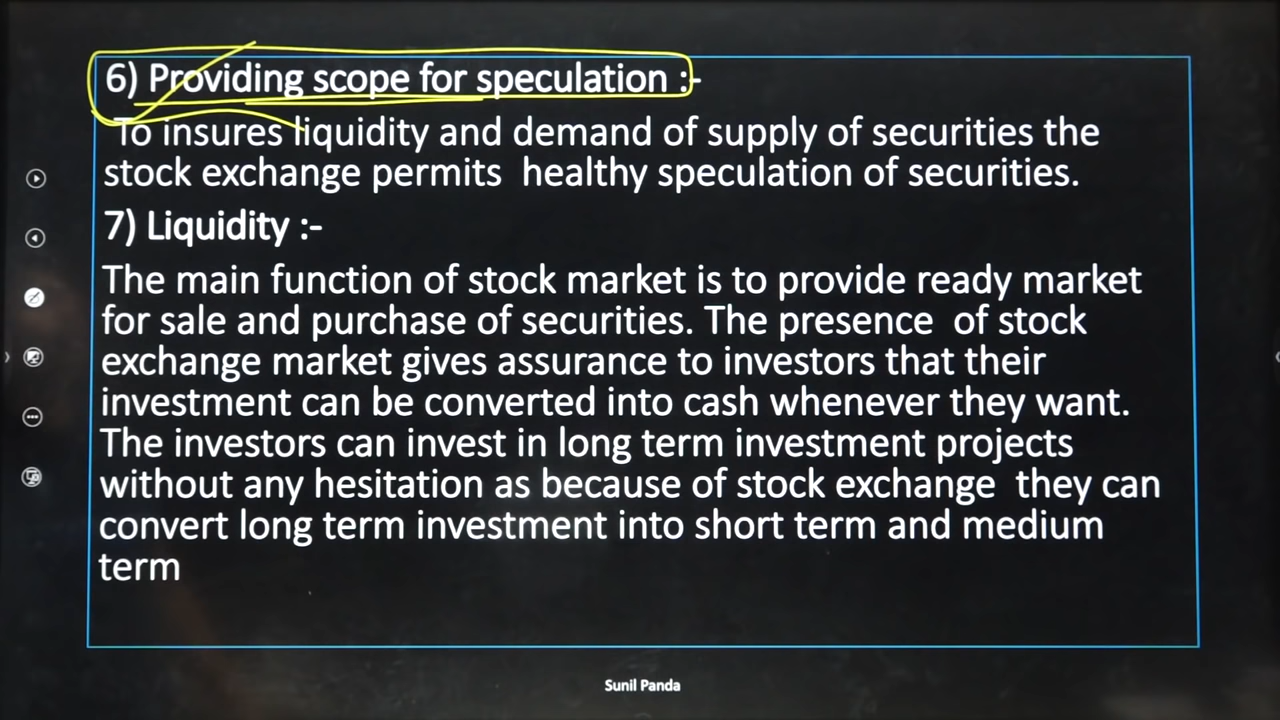 6) Providing scope for speculation :-
To insures liquidity and demand of supply of securities the
stock exchange permits healthy speculation of securities.
7) Liquidity :-
The main function of stock market is to provide ready market
for sale and purchase of securities. The presence of stock
exchange market gives assurance to investors that their
investment can be converted into cash whenever they want.
The investors can invest in long term investment projects
without any hesitation as because of stock exchange they can
convert long term investment into short term and medium
term
Sunil Panda